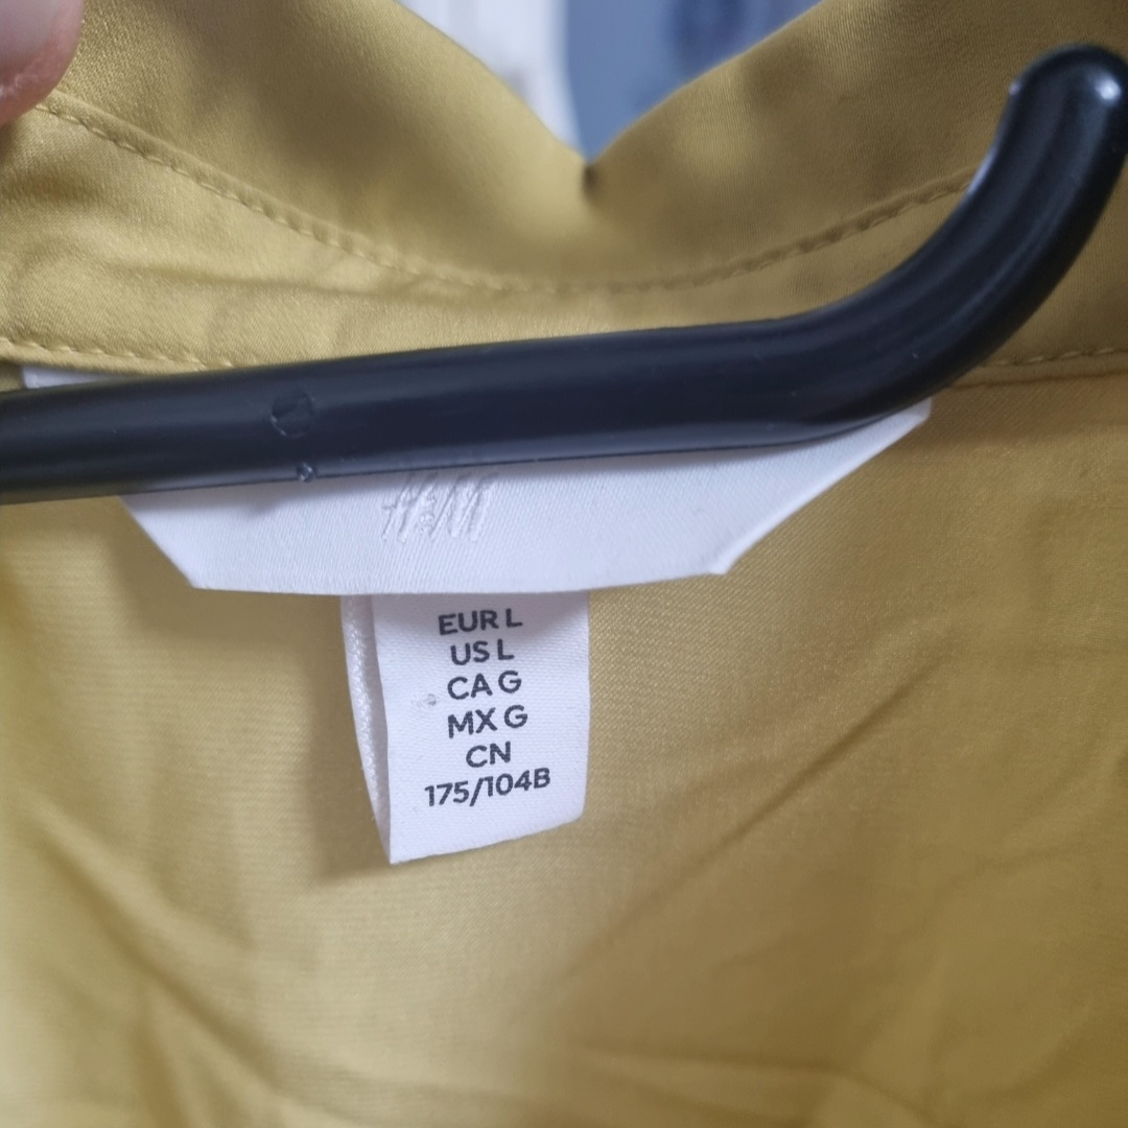 H&M
EUR L
US L
CA G
MX G
CN
175/104B